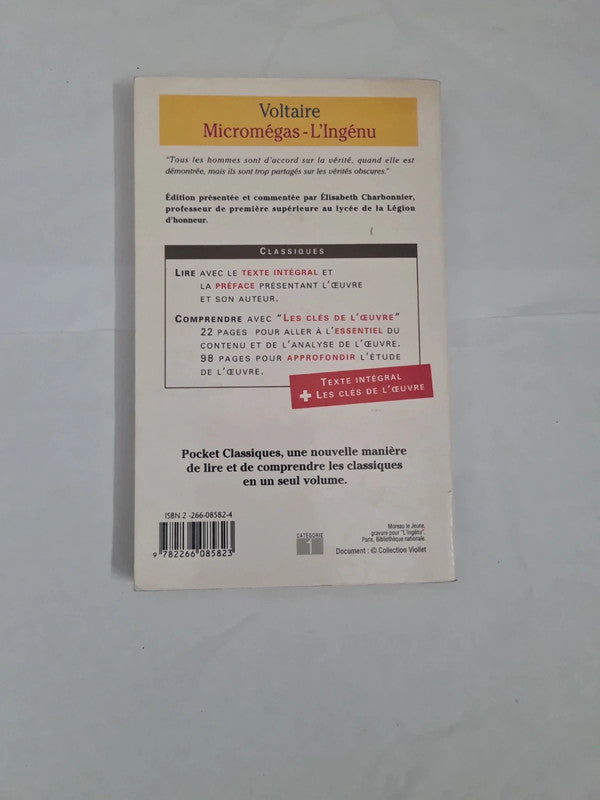 Voltaire
Micromégas - L'Ingénu
"Tous les hommes sont d'accord sur la vérité, quand elle est
démontrée, mais ils sont trop partagés sur les vérités obscures."
Édition présentée et commentée par Élisabeth Charbonnier,
professeur de première supérieure au lycée de la Légion
d'honneur.
CLASSIQUES
LIRE AVEC LE TEXTE INTÉGRAL ET
LA PRÉFACE PRÉSENTANT L'ŒUVRE
ET SON AUTEUR.
COMPRENDRE AVEC "LES CLÉS DE L'ŒUVRE"
22 PAGES POUR ALLER À L'ESSENTIEL DU
CONTENU ET DE L'ANALYSE DE L'ŒUVRE.
98 PAGES POUR APPROFONDIR L'ÉTUDE
DE L'ŒUVRE.
TEXTE INTÉGRAL
+ LES CLÉS DE L'ŒUVRE
Pocket Classiques, une nouvelle manière
de lire et de comprendre les classiques
en un seul volume.
ISBN 2 -266-08582-4
9 782266 085823
CATÉGORIE
1
Moreau le Jeune,
gravure pour "L'Ingénu".
Paris, Bibliothèque nationale.
Document : © Collection Viollet